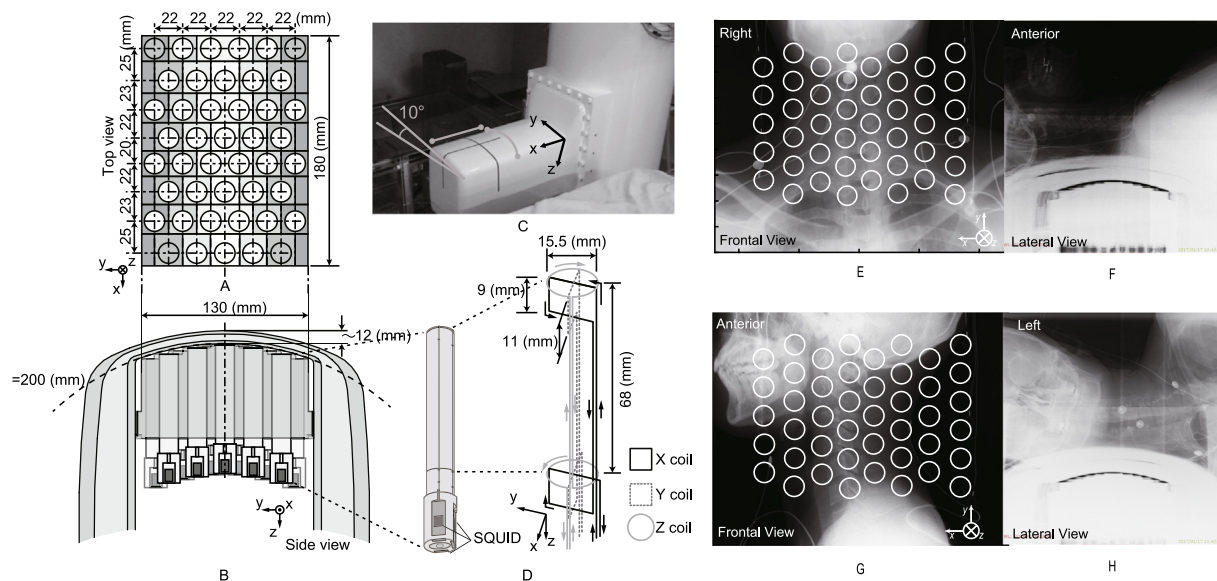 22 22 22 22 22 (mm)
25 (mm)
23
22
20
22
23
25
Top view
180 (mm)
y z
x
A
130 (mm)
~12 (mm)
=200 (mm)
y x
z
Side view
B
10°
y
x
z
C
15.5 (mm)
9 (mm)
11 (mm)
68 (mm)
X coil
Y coil
Z coil
y
x z
SQUID
D
Right
Frontal View
y
x z
E
Anterior
Lateral View
F
Anterior
Frontal View
y
x z
G
Left
Lateral View
H